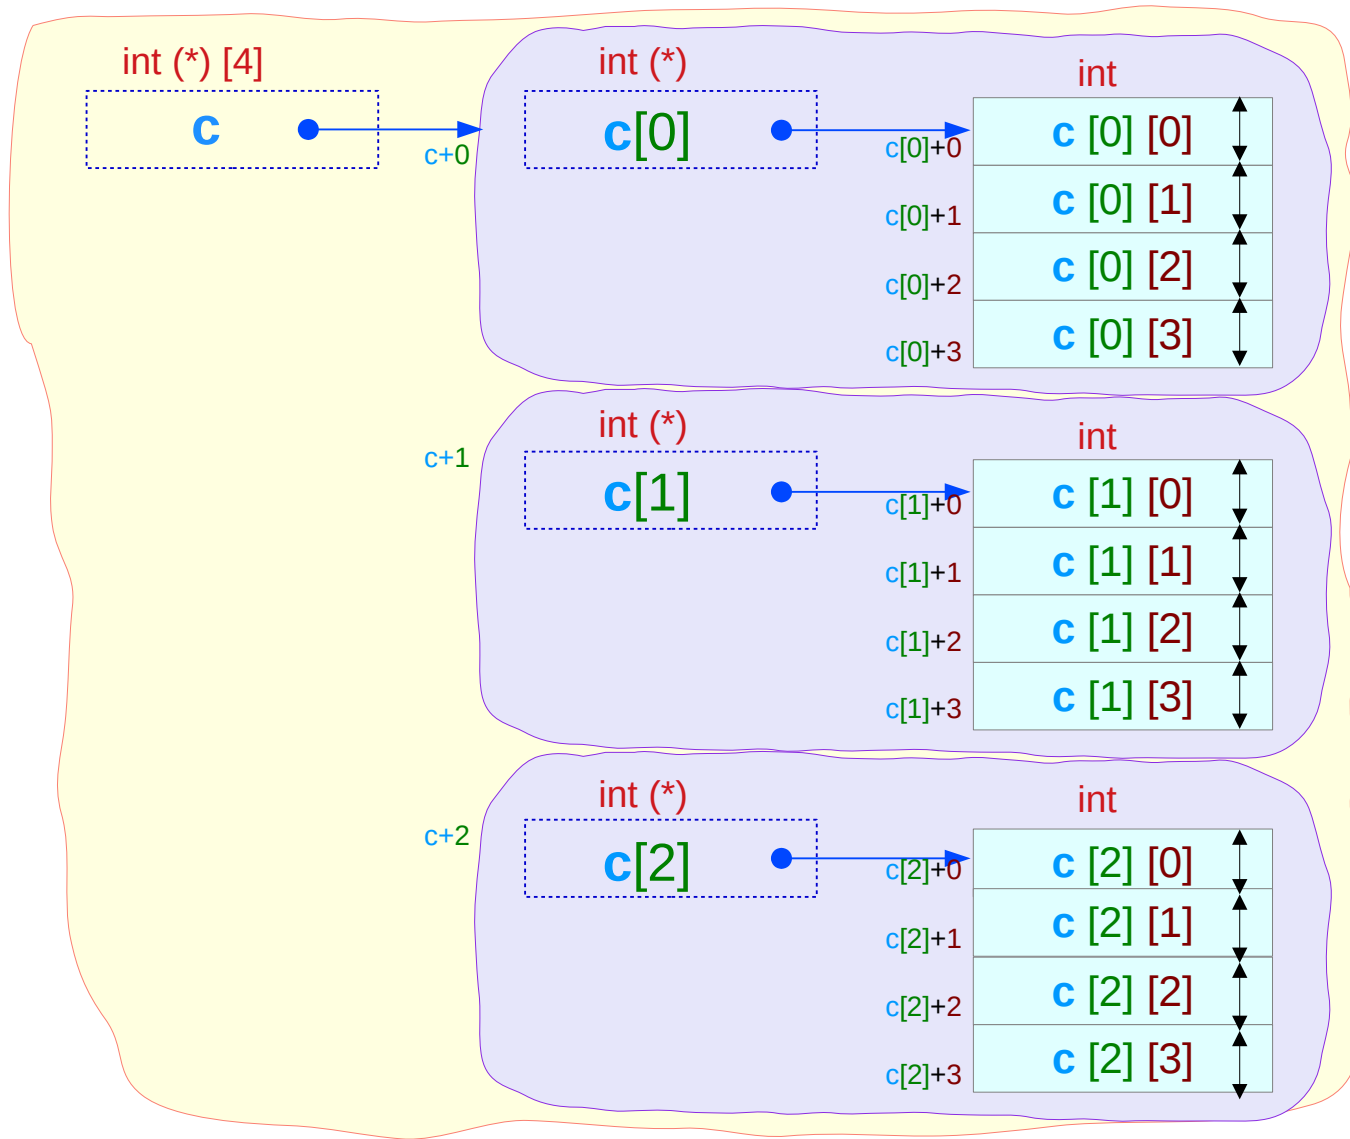 int (*) [4]
int (*)
int
c
c[0]
c+0
c[0]+0
c [0] [0]
c[0]+1
c [0] [1]
c[0]+2
c [0] [2]
c[0]+3
c [0] [3]
int (*)
int
c+1
c[1]
c[1]+0
c [1] [0]
c[1]+1
c [1] [1]
c[1]+2
c [1] [2]
c[1]+3
c [1] [3]
int (*)
int
c+2
c[2]
c[2]+0
c [2] [0]
c[2]+1
c [2] [1]
c[2]+2
c [2] [2]
c[2]+3
c [2] [3]